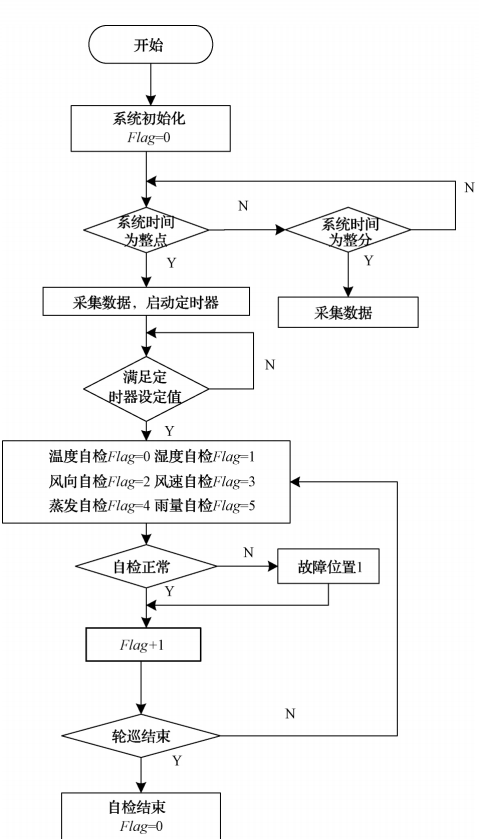 开始
系统初始化
Flag=0
N
N
系统时间
为整点
系统时间
为整分
Y
Y
采集数据，启动定时器
采集数据
N
满足定
时器设定值
Y
温度自检Flag=0 湿度自检Flag=1
风向自检Flag=2 风速自检Flag=3
蒸发自检Flag=4 雨量自检Flag=5
N
自检正常
故障位置1
Y
Flag+1
N
轮巡结束
Y
自检结束
Flag=0